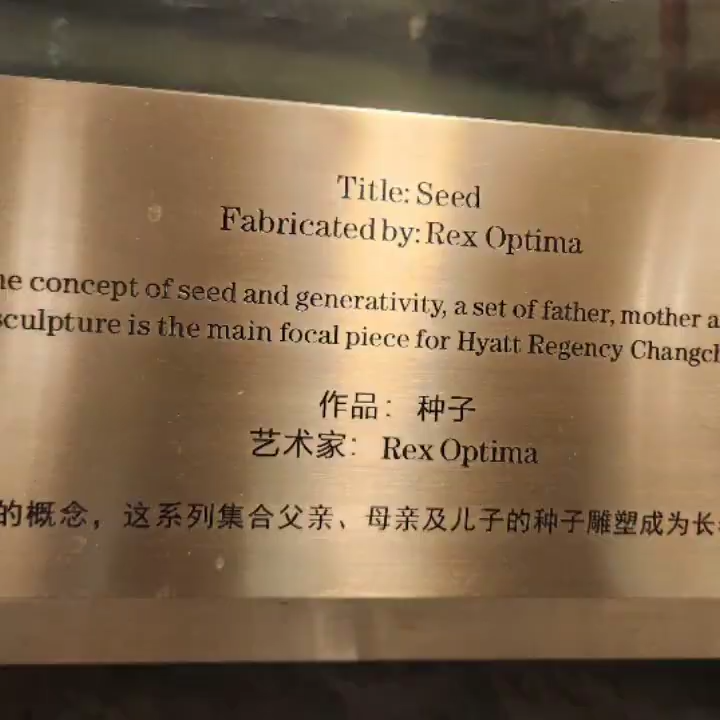 Title: Seed
Fabricated by: Rex Optima
concept of seed and generativity, a set of father, mother
sculpture is the main focal piece for Hyatt Regency
作品：种子
艺术家：Rex Optima
的概念，这系列集合父亲、母亲及儿子的种子雕塑成为长